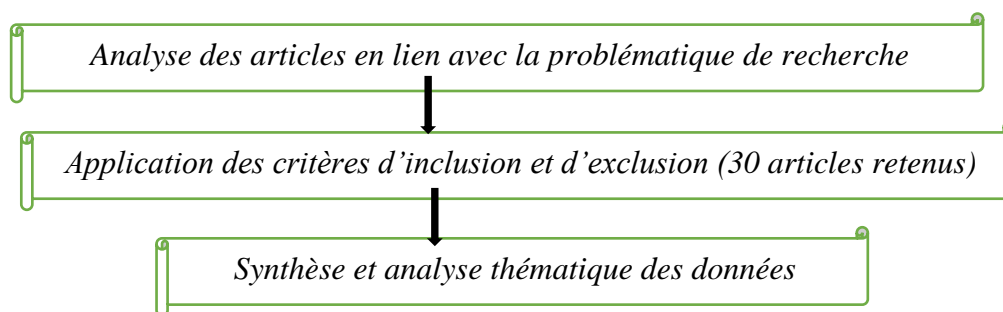 Analyse des articles en lien avec la problématique de recherche
Application des critères d’inclusion et d’exclusion (30 articles retenus)
Synthèse et analyse thématique des données